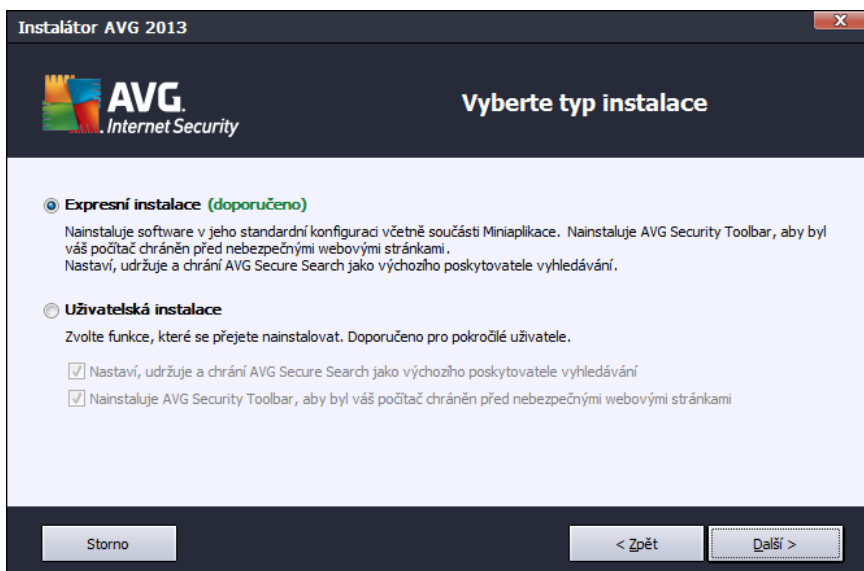 Instalátor AVG 2013
AVG.
Internet Security
Vyberte typ instalace
Expresní instalace (doporučeno)
Nainstaluje software v jeho standardní konfiguraci včetně součásti Miniaplikace. Nainstaluje AVG Security Toolbar, aby byl
váš počítač chráněn před nebezpečnými webovými stránkami.
Nastaví, udržuje a chrání AVG Secure Search jako výchozího poskytovatele vyhledávání.
Uživatelská instalace
Zvolte funkce, které se přejete nainstalovat. Doporučeno pro pokročilé uživatele.
Nastaví, udržuje a chrání AVG Secure Search jako výchozího poskytovatele vyhledávání
Nainstaluje AVG Security Toolbar, aby byl váš počítač chráněn před nebezpečnými webovými stránkami
Storno
< Zpět
Další >